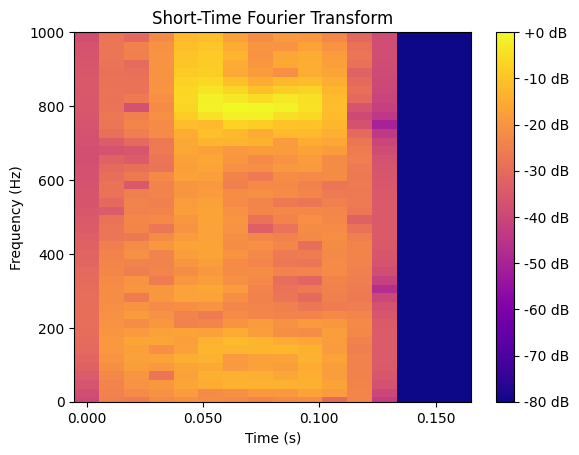 Short-Time Fourier Transform
1000
800
600
400
200
0
Frequency (Hz)
0.000
0.050
0.100
0.150
Time (s)
+0 dB
-10 dB
-20 dB
-30 dB
-40 dB
-50 dB
-60 dB
-70 dB
-80 dB